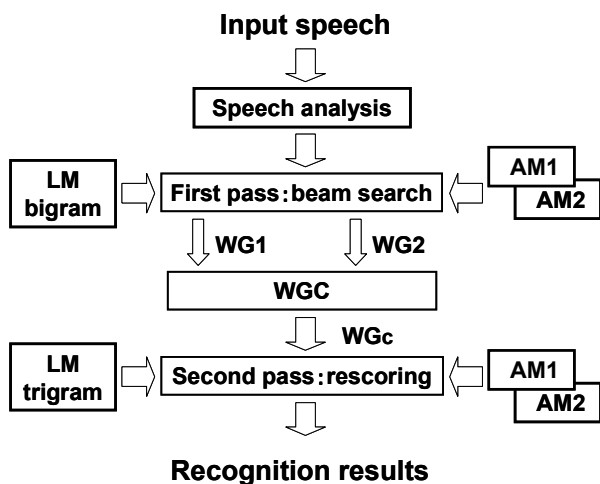 Input speech
Speech analysis
LM
bigram
First pass:beam search
AM1
AM2
WG1
WG2
WGC
WGc
LM
trigram
Second pass:rescoring
AM1
AM2
Recognition results